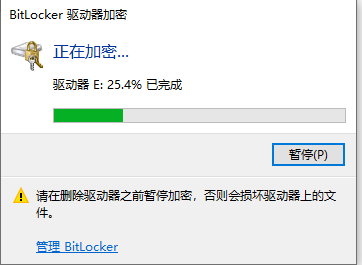 BitLocker 驱动器加密
正在加密...
驱动器 E: 25.4% 已完成
暂停(P)
请在删除驱动器之前暂停加密，否则会损坏驱动器上的文
件。
管理 BitLocker